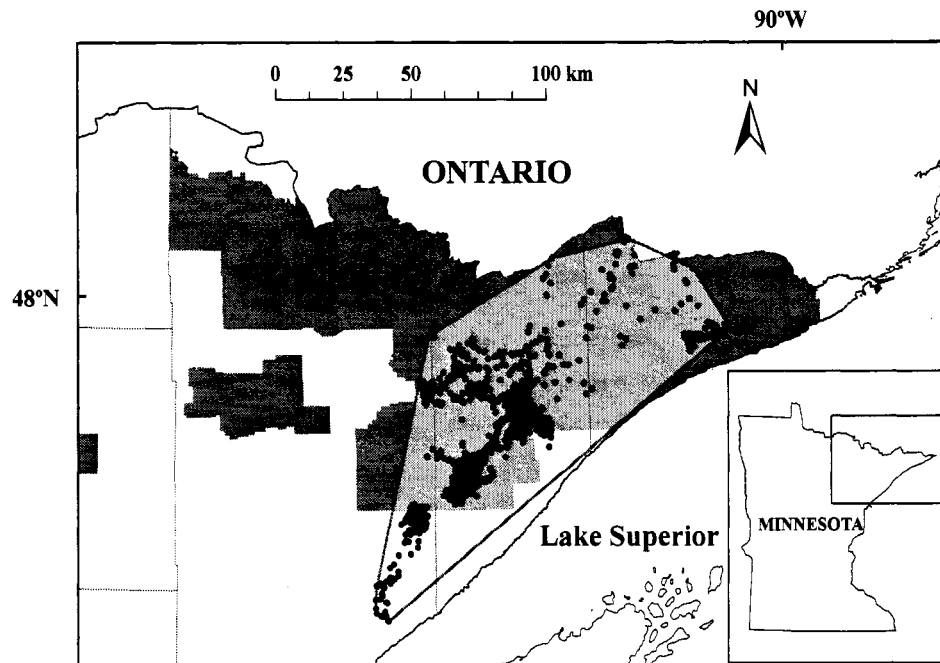 90°W
0 25 50 100 km
N
ONTARIO
48°N
Lake Superior
MINNESOTA